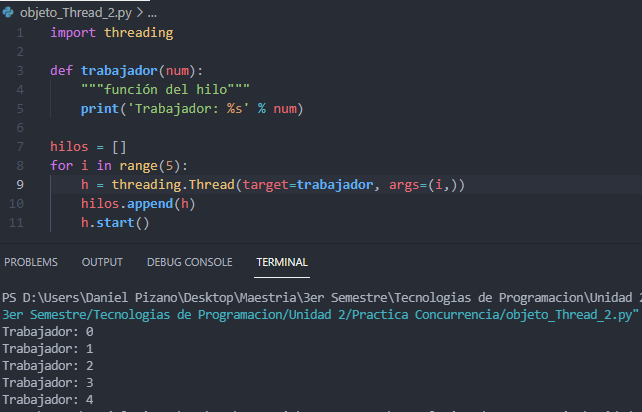 objeto_Thread_2.py > ...
1 import threading
2
3 def trabajador(num):
4     """función del hilo"""
5     print('Trabajador: %s' % num)
6
7 hilos = []
8 for i in range(5):
9     h = threading.Thread(target=trabajador, args=(i,))
10     hilos.append(h)
11     h.start()
PROBLEMS OUTPUT DEBUG CONSOLE TERMINAL
PS D:\Users\Daniel Pizano\Desktop\Maestria\3er Semestre\Tecnologias de Programacion\Unidad 2
3er Semestre/Tecnologias de Programacion/Unidad 2/Practica Concurrencia/objeto_Thread_2.py"
Trabajador: 0
Trabajador: 1
Trabajador: 2
Trabajador: 3
Trabajador: 4